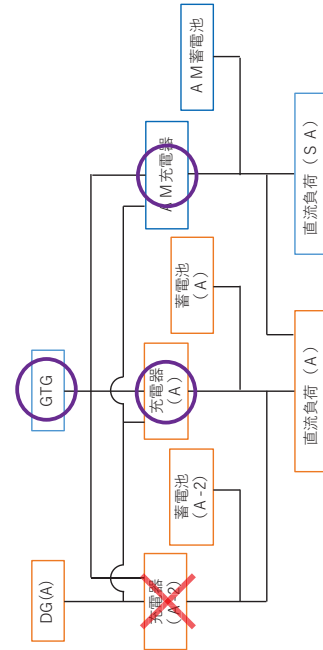 DG(A)
GTG
充電器
(A-2)
充電器
(A)
AM充電器
蓄電池
(A-2)
蓄電池
(A)
AM蓄電池
直流負荷 (A)
直流負荷 (SA)